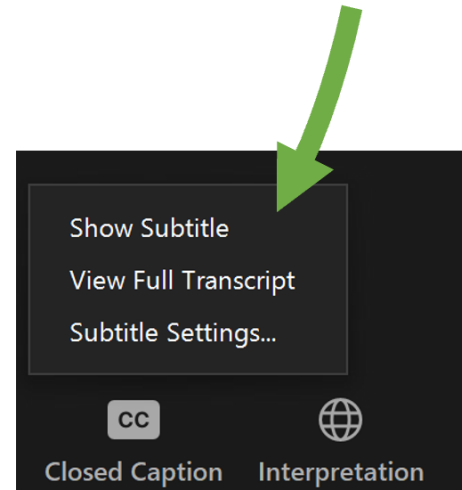 Show Subtitle
View Full Transcript
Subtitle Settings...
CC
Closed Caption
Interpretation